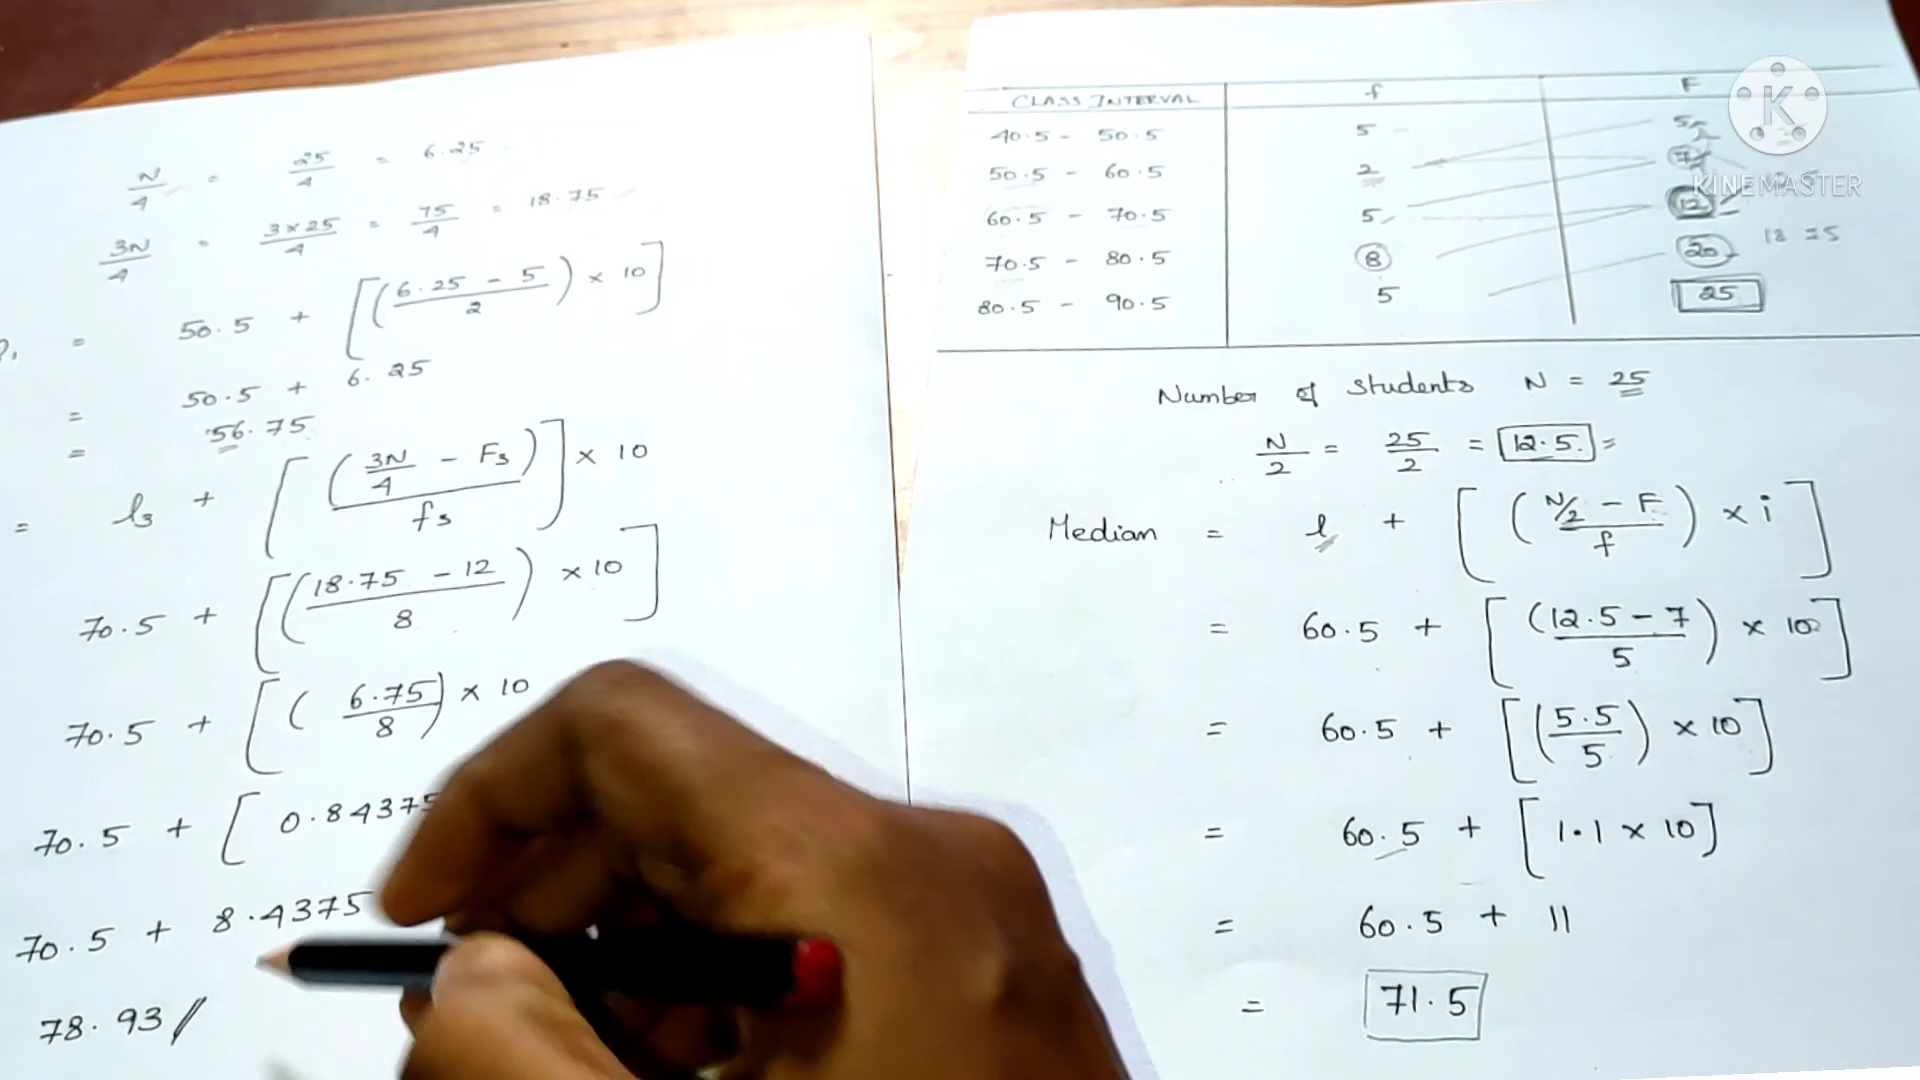 N/4 = 25/4 = 6.25
3N/4 = 3×25/4 = 75/4 = 18.75
= 50.5 + [(6.25 - 5/2) × 10]
= 50.5 + 6.25
= 56.75
= l3 + [(3N/4 - F3)/f3] × 10
70.5 + [(18.75 - 12/8) × 10]
70.5 + [(6.75/8) × 10
70.5 + [0.84375
70.5 + 8.4375
78.93//
CLASS INTERVAL f F
40.5 - 50.5 5 5
50.5 - 60.5 2 7
60.5 - 70.5 5 12
70.5 - 80.5 8 20 18.75
80.5 - 90.5 5 25
K
KINEMASTER
Number of students N = 25
N/2 = 25/2 = 12.5 =
Median = l + [(N/2 - F/f) × i]
= 60.5 + [(12.5 - 7/5) × 10]
= 60.5 + [(5.5/5) × 10]
= 60.5 + [1.1 × 10]
= 60.5 + 11
= 71.5